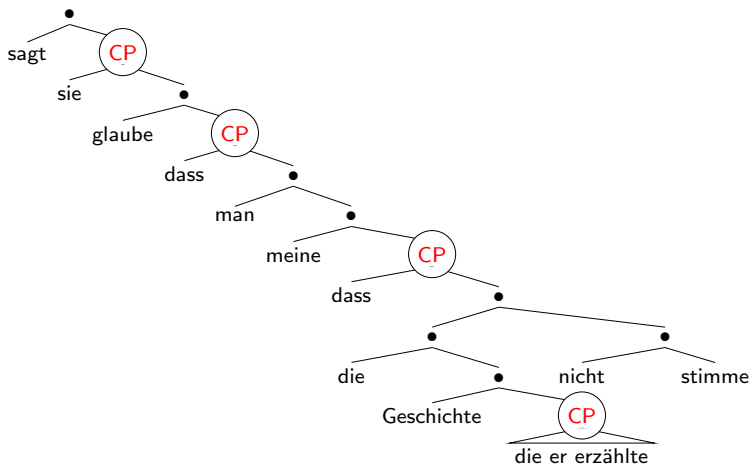 sagt
CP
sie
glaube
CP
dass
man
meine
CP
dass
die
nicht
stimme
Geschichte
CP
die er erzählte